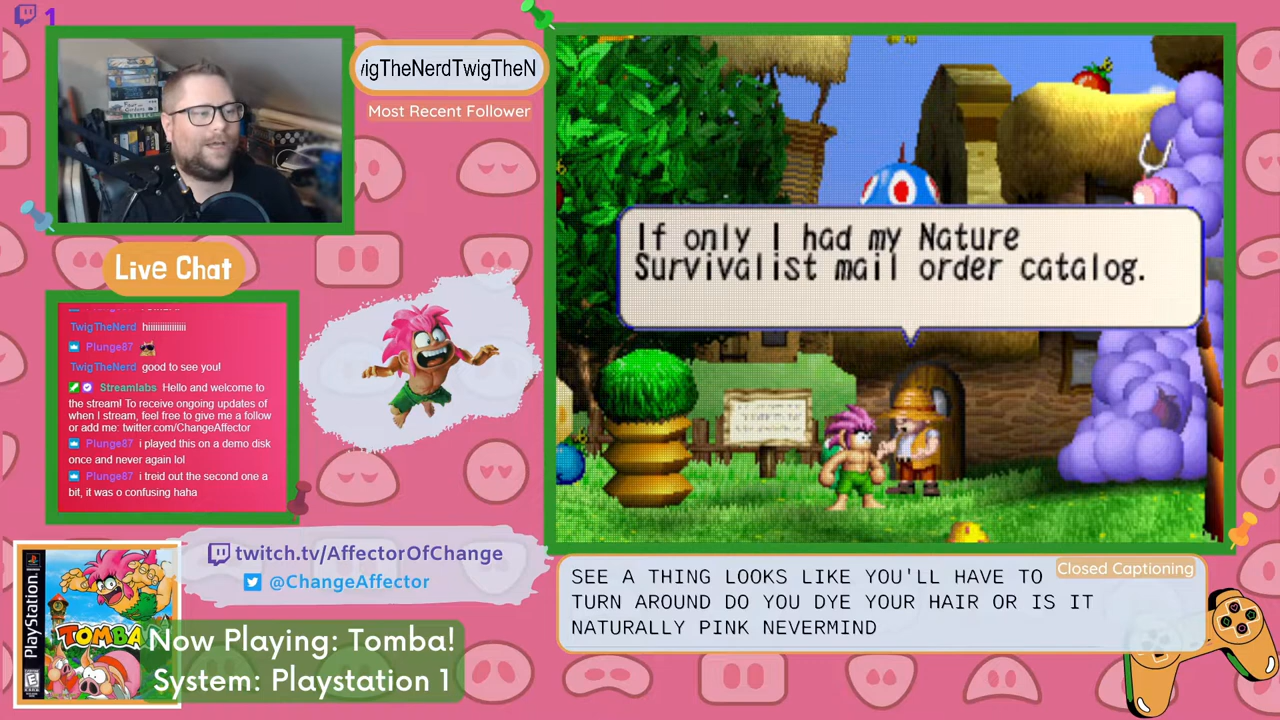 1
vigTheNerdTwigTheN
Most Recent Follower
Live Chat
TwigTheNerd hiiiiiiiiiiiiiiii
Plunge87
TwigTheNerd good to see you!
Streamlabs Hello and welcome to
the stream! To receive ongoing updates of
when I stream, feel free to give me a follow
or add me: twitter.com/ChangeAffector
Plunge87 i played this on a demo disk
once and never again lol
Plunge87 i treid out the second one a
bit, it was o confusing haha
twitch.tv/AffectorOfChange
@ChangeAffector
PlayStation
TOMBA!
Now Playing: Tomba!
System: Playstation 1
If only I had my Nature
Survivalist mail order catalog.
Closed Captioning
SEE A THING LOOKS LIKE YOU'LL HAVE TO
TURN AROUND DO YOU DYE YOUR HAIR OR IS IT
NATURALLY PINK NEVERMIND